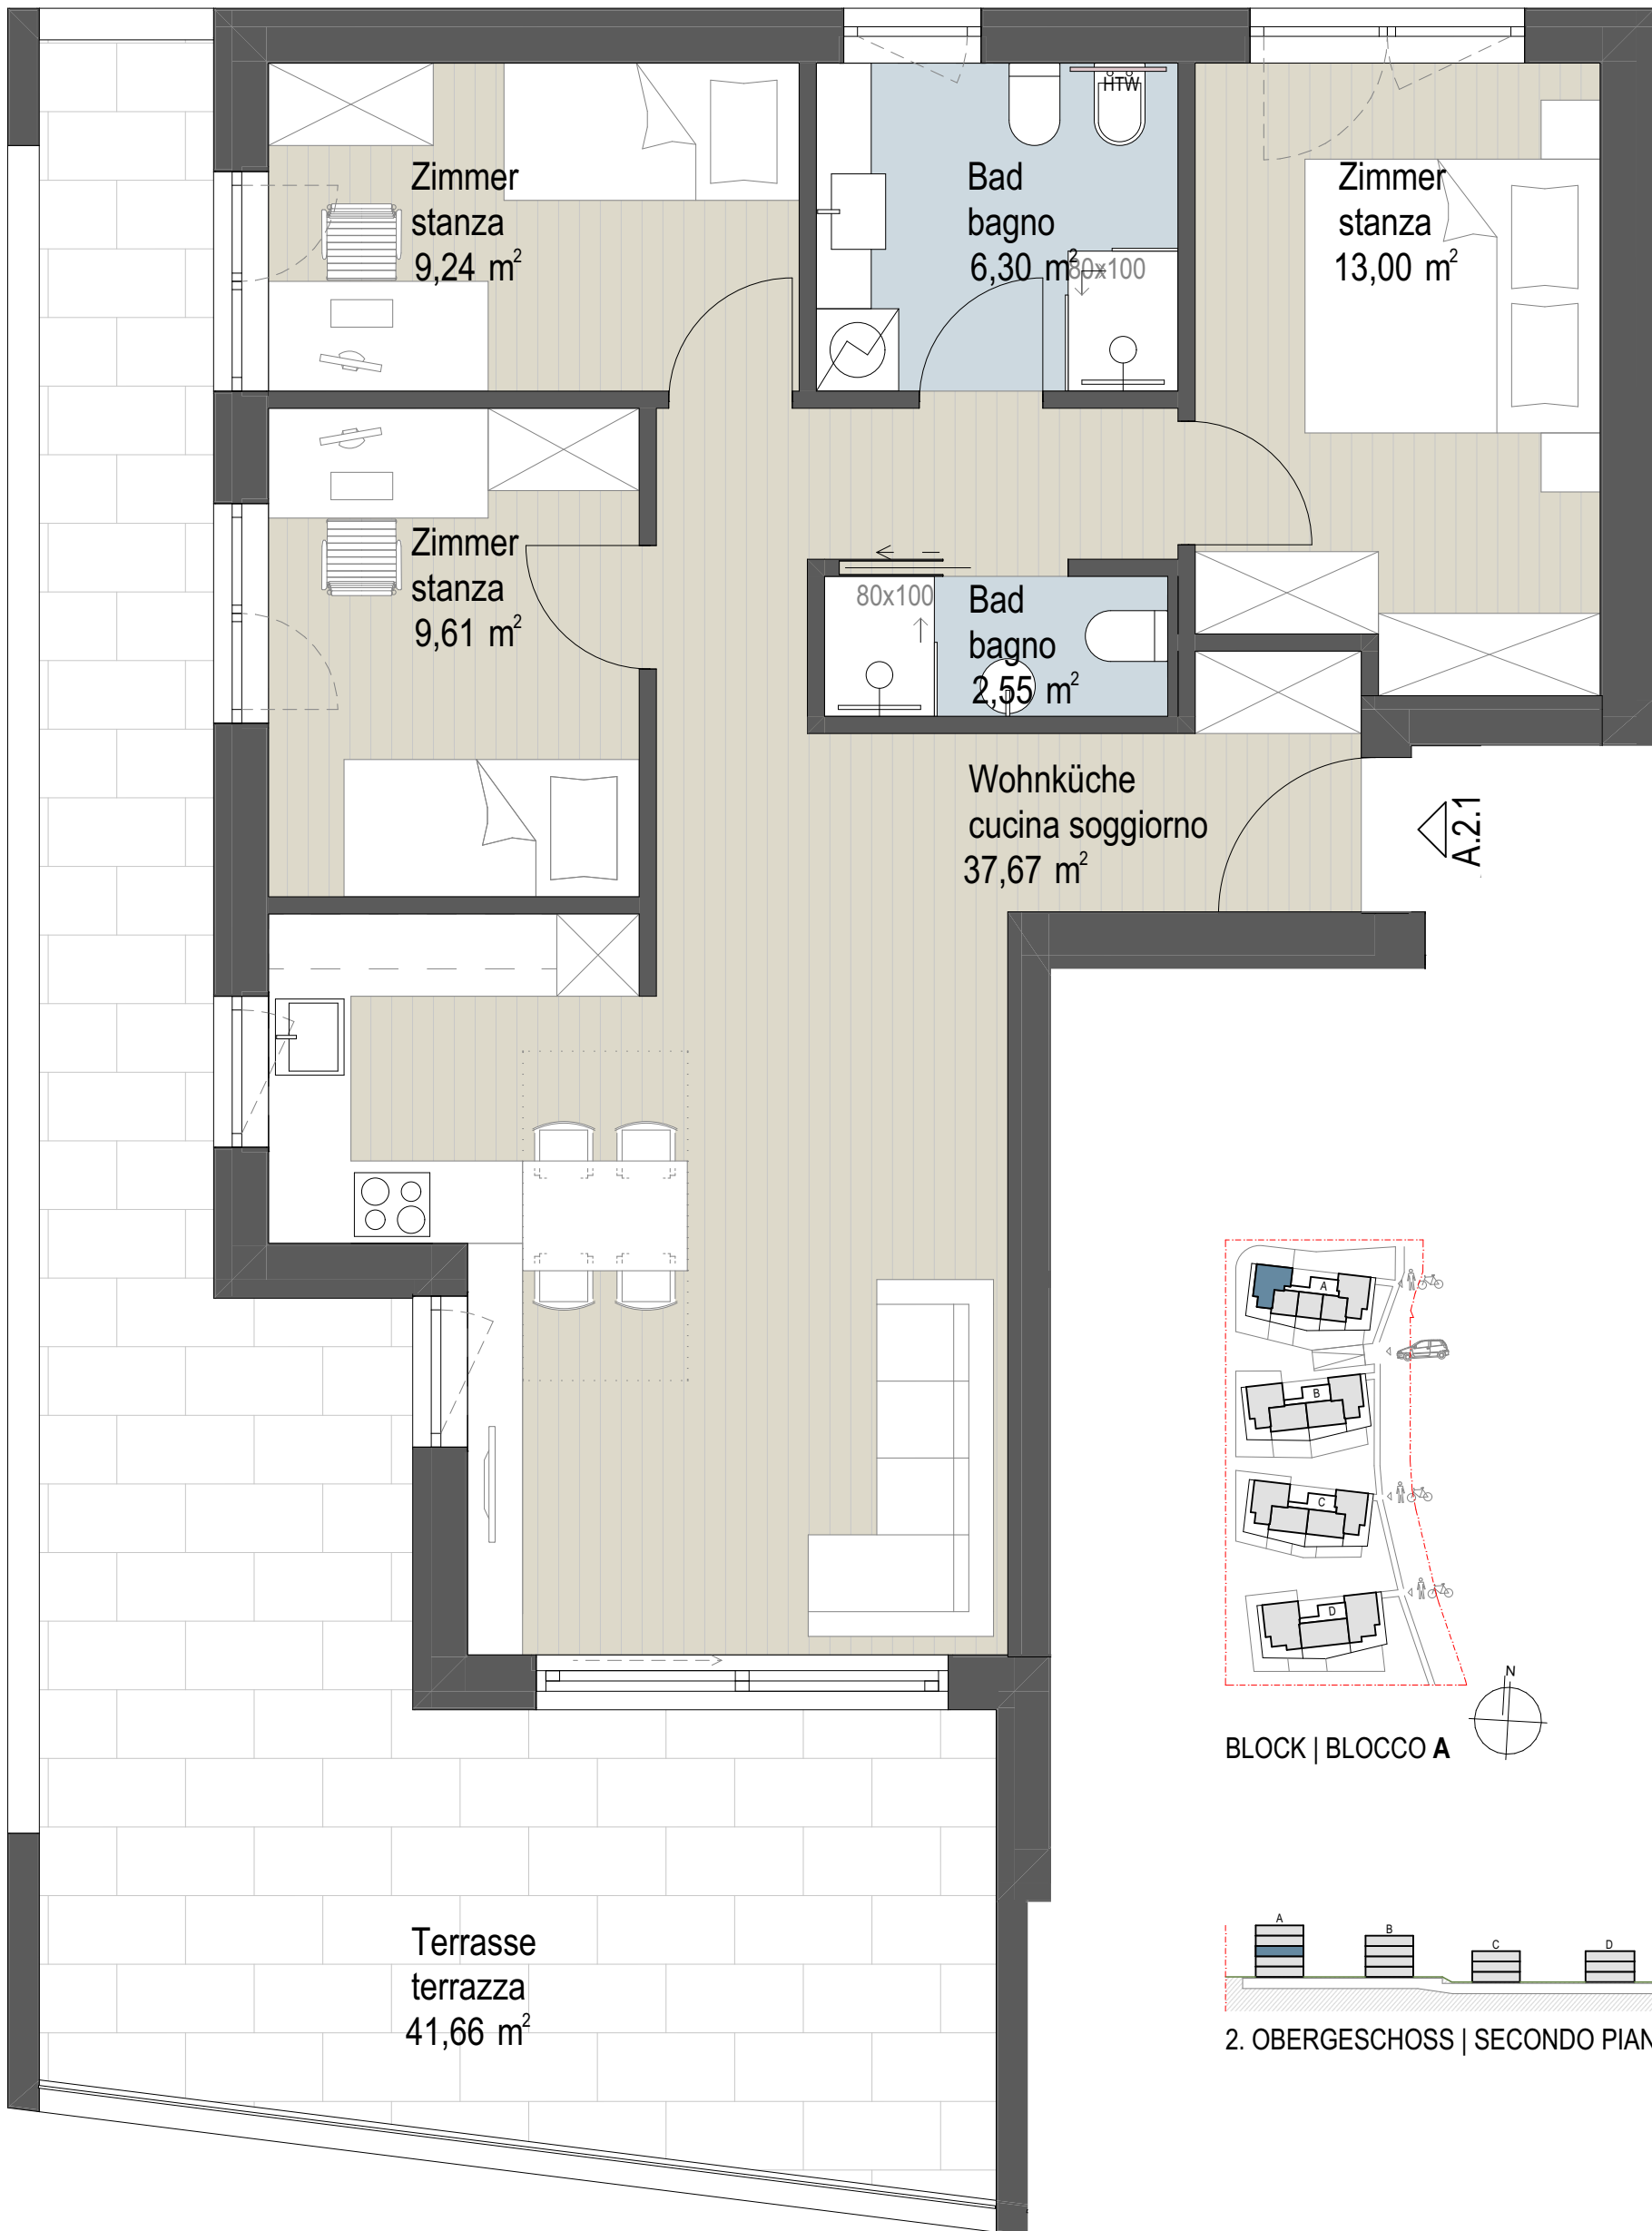 Zimmer
stanza
9,24 m²
Bad
bagno
6,30 m²
HTW
80x100
Zimmer
stanza
13,00 m²
Zimmer
stanza
9,61 m²
80x100
Bad
bagno
2,55 m²
Wohnküche
cucina soggiorno
37,67 m²
A.2.1
A
B
C
D
N
BLOCK | BLOCCO A
Terrasse
terrazza
41,66 m²
A
B
C
D
2. OBERGESCHOSS | SECONDO PIAN